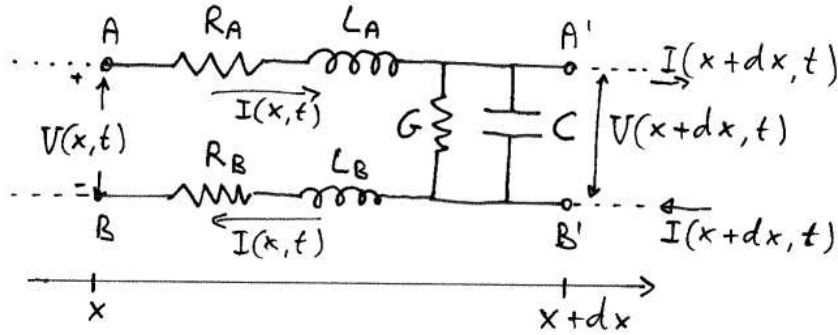 A R_A L_A A'
+ I(x+dx,t)
I(x,t)
V(x,t) G C V(x+dx,t)
R_B L_B
-
B I(x,t) B' I(x+dx,t)
x x+dx